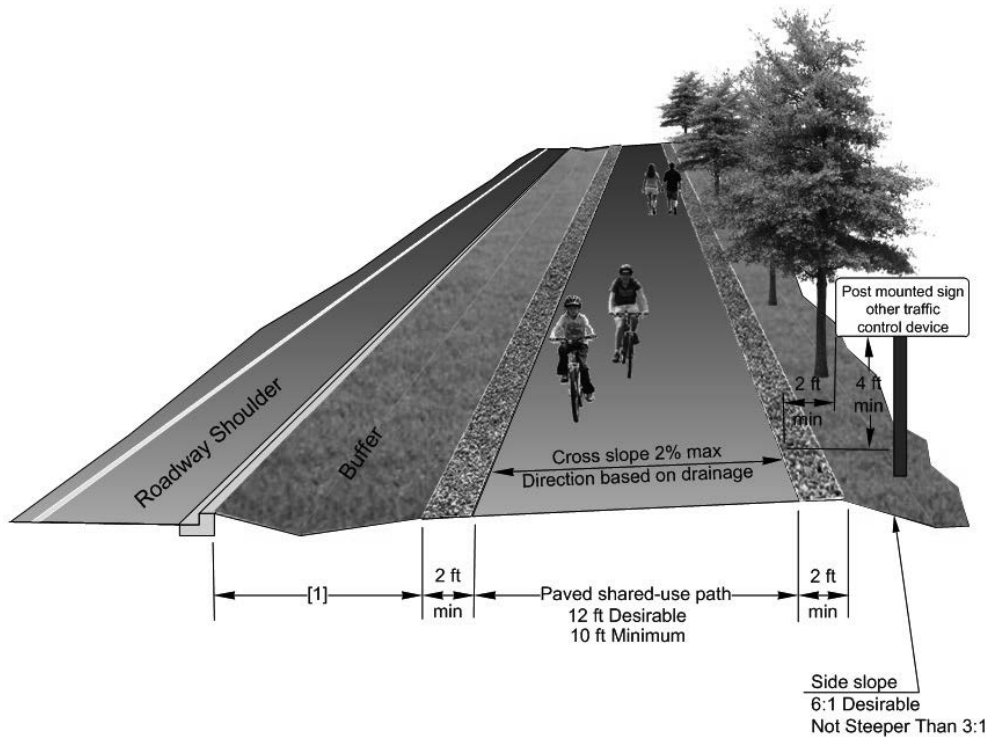 Post mounted sign
other traffic
control device
2 ft
min
4 ft
min
Roadway Shoulder
Buffer
Cross slope 2% max
Direction based on drainage
[1]
2 ft
min
Paved shared-use path
12 ft Desirable
10 ft Minimum
2 ft
min
Side slope
6:1 Desirable
Not Steeper Than 3:1